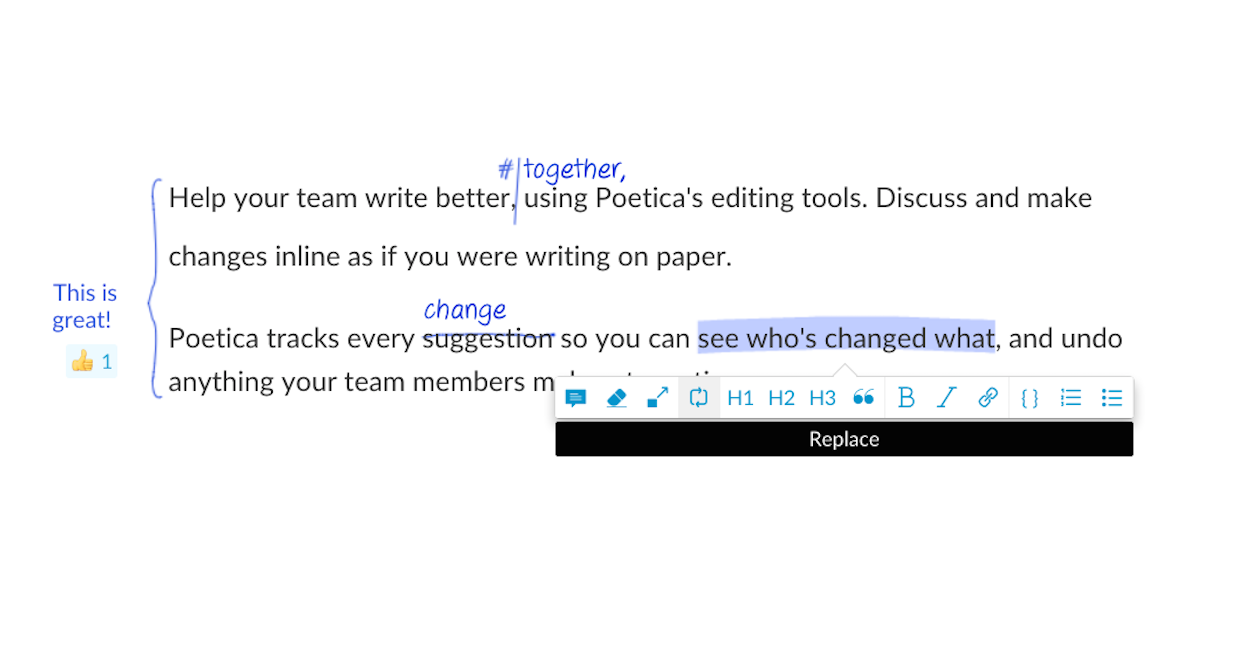 # together,
Help your team write better, using Poetica's editing tools. Discuss and make
changes inline as if you were writing on paper.
This is
great!
👍 1
change
Poetica tracks every suggestion so you can see who's changed what, and undo
anything your team members
H1 H2 H3 B I { }
Replace